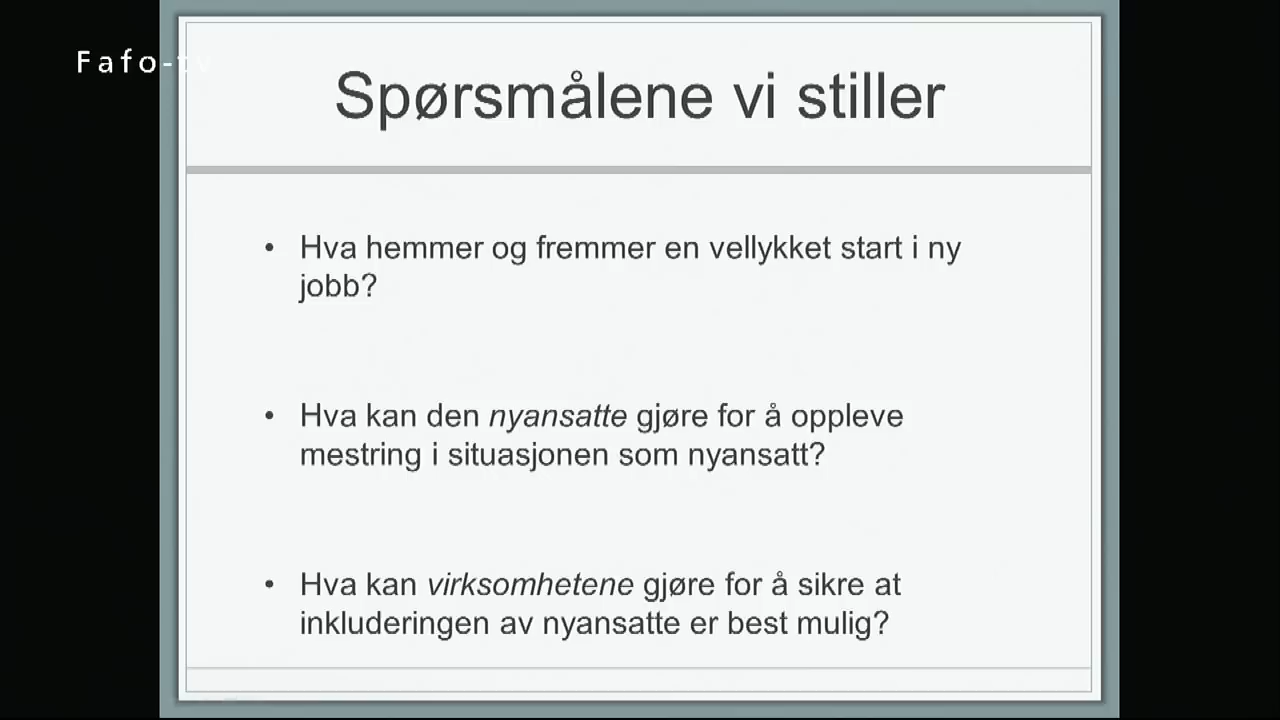 Fafo-tv
Spørsmålene vi stiller
• Hva hemmer og fremmer en vellykket start i ny
jobb?
• Hva kan den nyansatte gjøre for å oppleve
mestring i situasjonen som nyansatt?
• Hva kan virksomhetene gjøre for å sikre at
inkluderingen av nyansatte er best mulig?